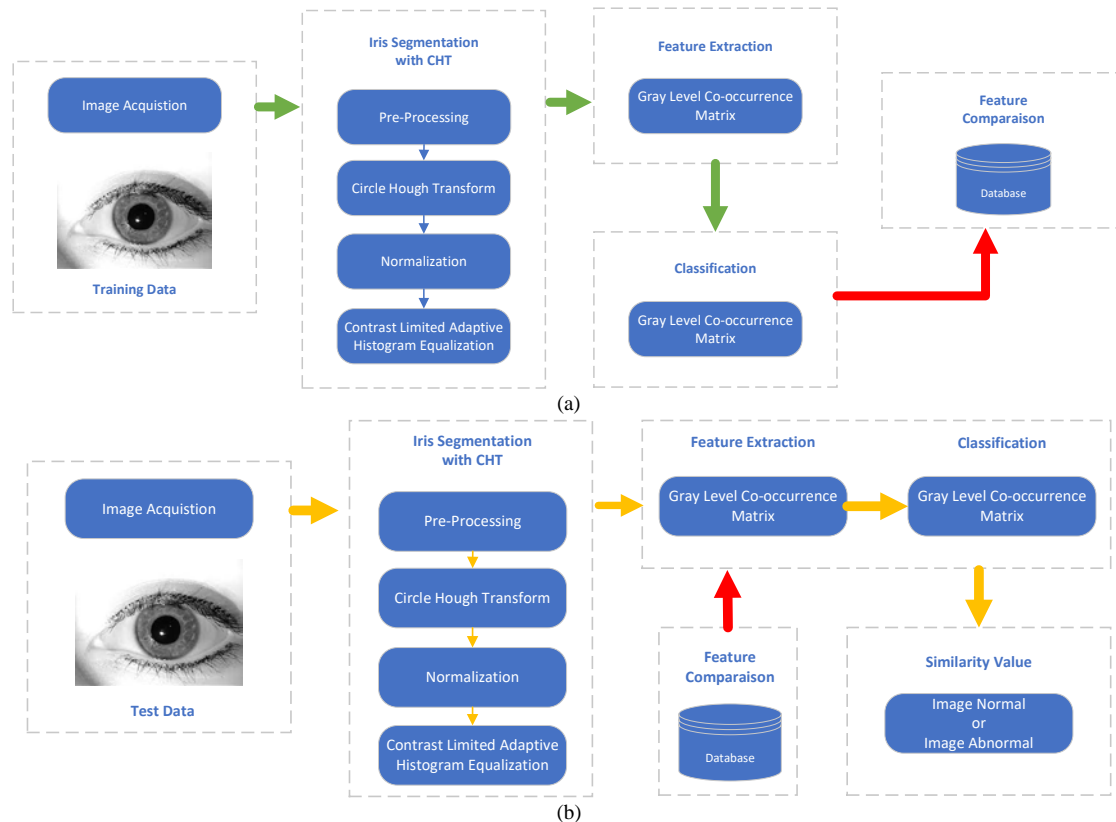 Image Acquistion
Training Data
Iris Segmentation
with CHT
Pre-Processing
Circle Hough Transform
Normalization
Contrast Limited Adaptive
Histogram Equalization
Feature Extraction
Gray Level Co-occurrence
Matrix
Classification
Gray Level Co-occurrence
Matrix
Feature
Comparaison
Database
(a)
Image Acquistion
Test Data
Iris Segmentation
with CHT
Pre-Processing
Circle Hough Transform
Normalization
Contrast Limited Adaptive
Histogram Equalization
Feature Extraction
Gray Level Co-occurrence
Matrix
Classification
Gray Level Co-occurrence
Matrix
Feature
Comparaison
Database
Similarity Value
Image Normal
or
Image Abnormal
(b)